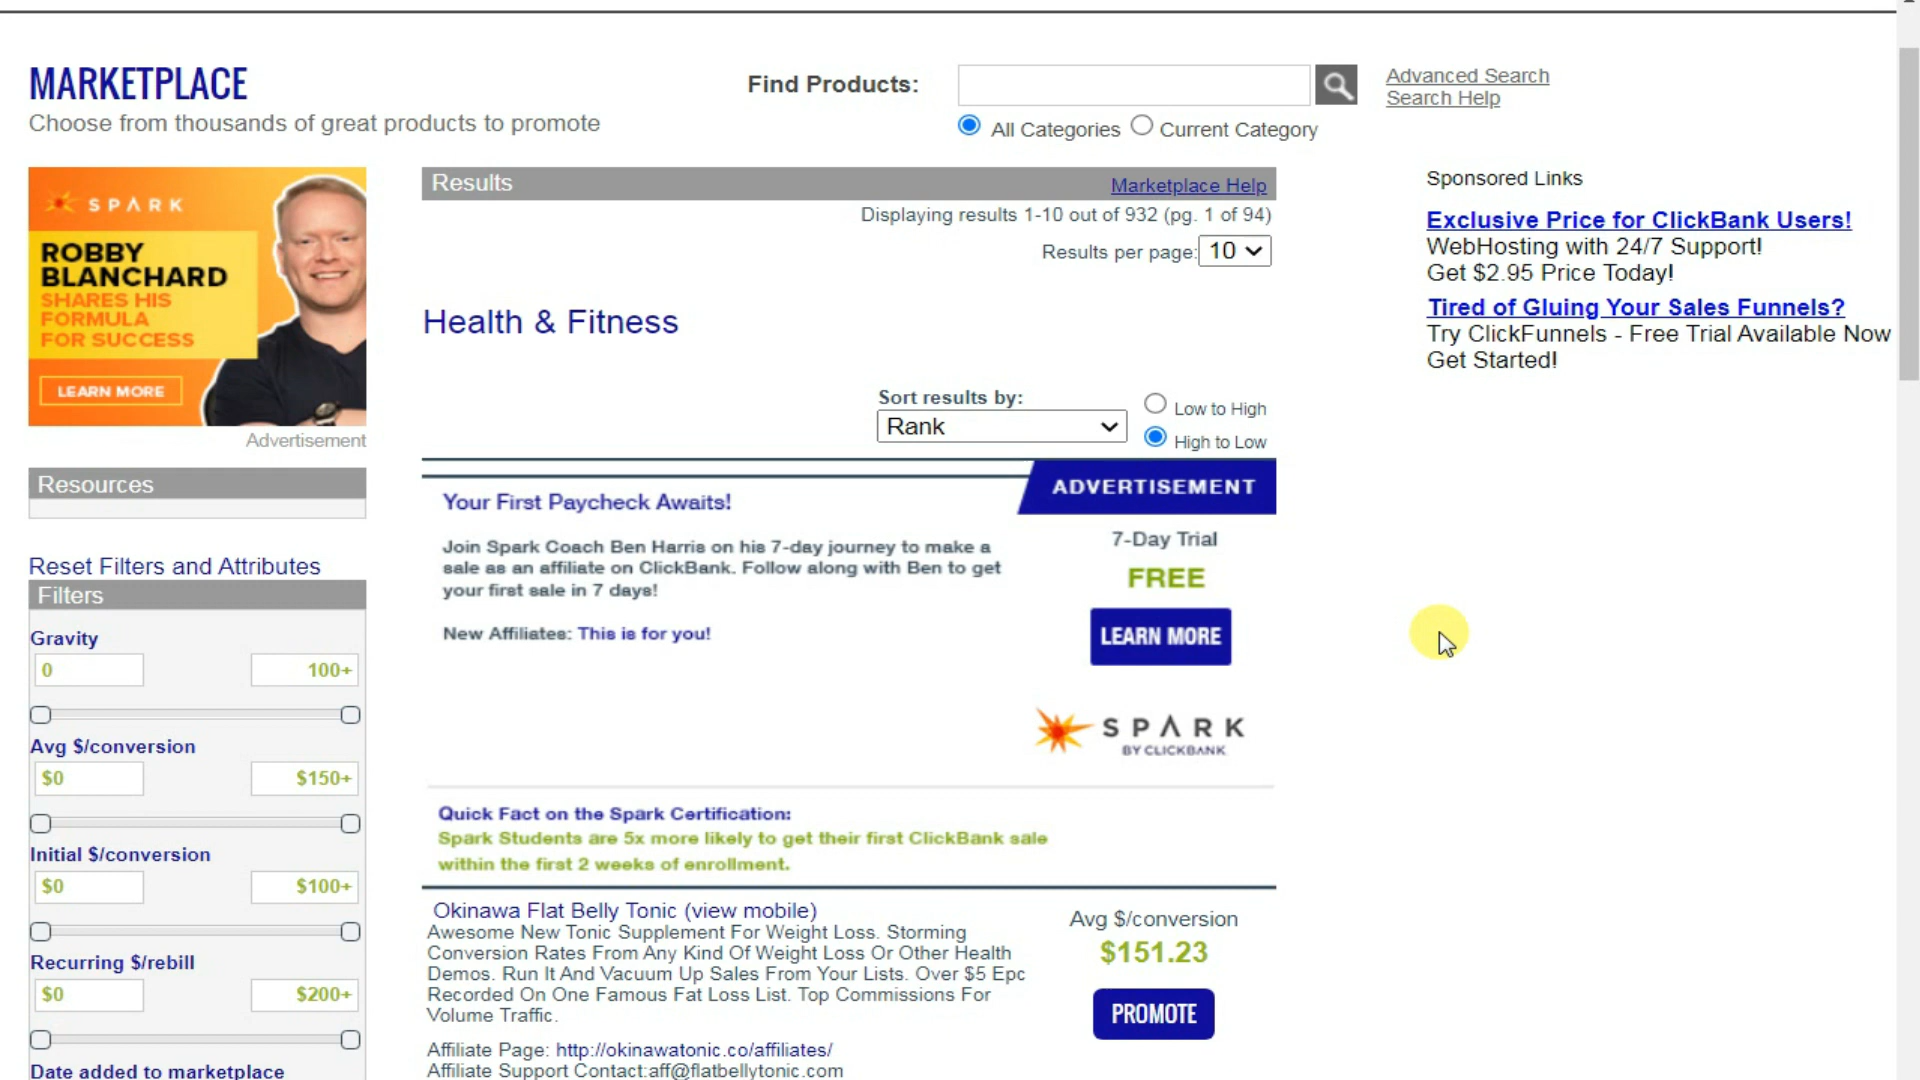 MARKETPLACE
Choose from thousands of great products to promote
Find Products:
Advanced Search
Search Help
All Categories
Current Category
SPARK
ROBBY
BLANCHARD
SHARES HIS
FORMULA
FOR SUCCESS
LEARN MORE
Advertisement
Resources
Reset Filters and Attributes
Filters
Gravity
0 100+
Avg $/conversion
$0 $150+
Initial $/conversion
$0 $100+
Recurring $/rebill
$0 $200+
Date added to marketplace
Results Marketplace Help
Displaying results 1-10 out of 932 (pg. 1 of 94)
Results per page: 10
Health & Fitness
Sort results by:
Rank
Low to High
High to Low
ADVERTISEMENT
Your First Paycheck Awaits!
Join Spark Coach Ben Harris on his 7-day journey to make a
sale as an affiliate on ClickBank. Follow along with Ben to get
your first sale in 7 days!
New Affiliates: This is for you!
7-Day Trial
FREE
LEARN MORE
SPARK
BY CLICKBANK
Quick Fact on the Spark Certification:
Spark Students are 5x more likely to get their first ClickBank sale
within the first 2 weeks of enrollment.
Okinawa Flat Belly Tonic (view mobile)
Awesome New Tonic Supplement For Weight Loss. Storming
Conversion Rates From Any Kind Of Weight Loss Or Other Health
Demos. Run It And Vacuum Up Sales From Your Lists. Over $5 Epc
Recorded On One Famous Fat Loss List. Top Commissions For
Volume Traffic.
Affiliate Page: http://okinawatonic.co/affiliates/
Affiliate Support Contact:aff@flatbellytonic.com
Avg $/conversion
$151.23
PROMOTE
Sponsored Links
Exclusive Price for ClickBank Users!
WebHosting with 24/7 Support!
Get $2.95 Price Today!
Tired of Gluing Your Sales Funnels?
Try ClickFunnels - Free Trial Available Now
Get Started!